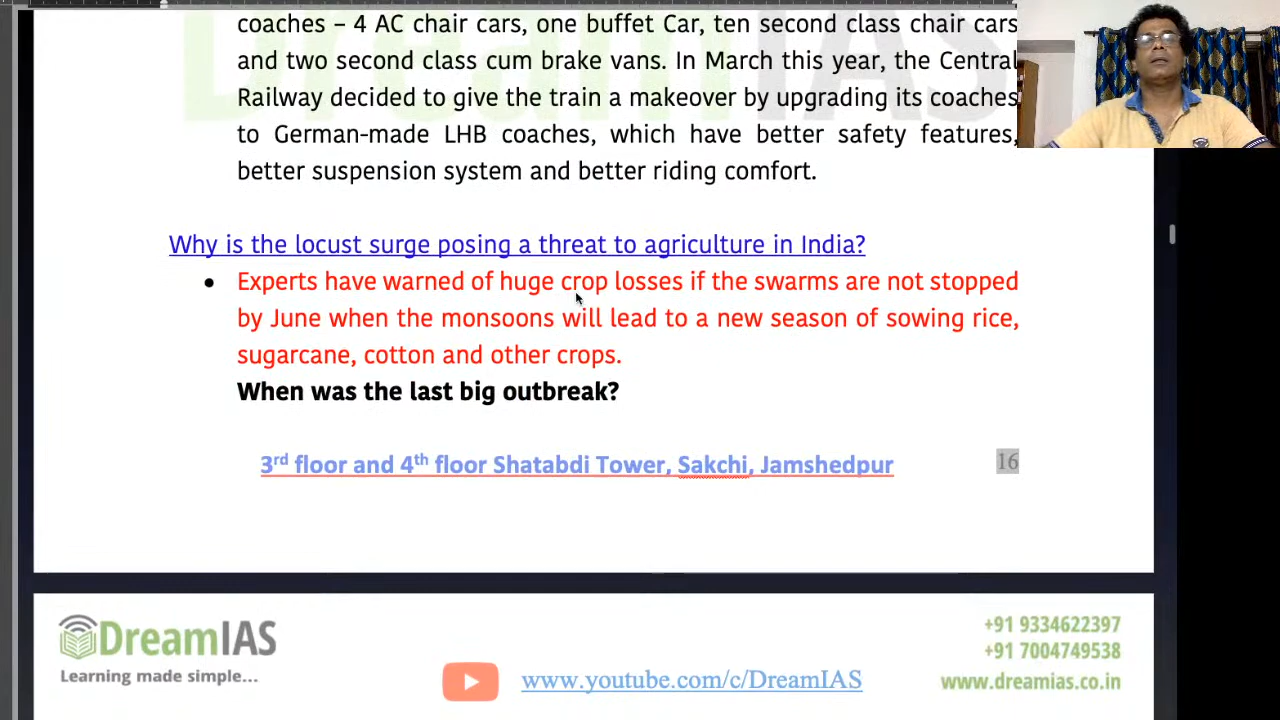 coaches – 4 AC chair cars, one buffet Car, ten second class chair cars
and two second class cum brake vans. In March this year, the Central
Railway decided to give the train a makeover by upgrading its coaches
to German-made LHB coaches, which have better safety features,
better suspension system and better riding comfort.
Why is the locust surge posing a threat to agriculture in India?
• Experts have warned of huge crop losses if the swarms are not stopped
by June when the monsoons will lead to a new season of sowing rice,
sugarcane, cotton and other crops.
When was the last big outbreak?
3rd floor and 4th floor Shatabdi Tower, Sakchi, Jamshedpur
16
DreamIAS
Learning made simple...
www.youtube.com/c/DreamIAS
+91 9334622397
+91 7004749538
www.dreamias.co.in